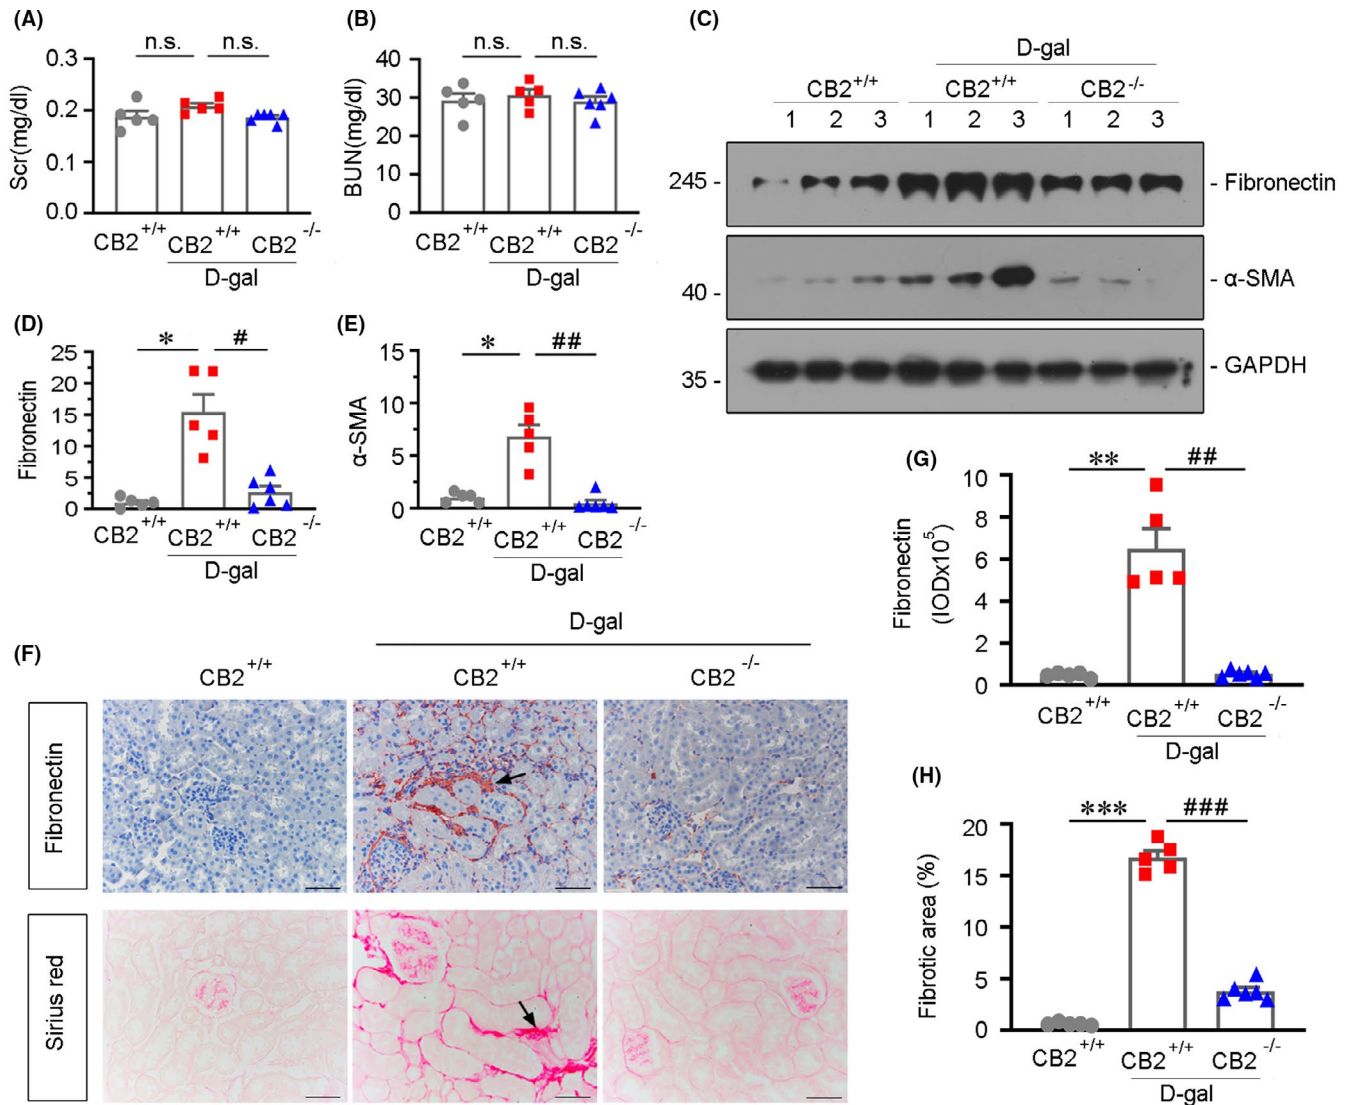 (A)
n.s. n.s.
Scr(mg/dl)
0.3
0.2
0.1
0.0
CB2+/+ CB2+/+ CB2-/-
D-gal
(B)
n.s. n.s.
BUN(mg/dl)
40
30
20
10
0
CB2+/+ CB2+/+ CB2-/-
D-gal
(C)
D-gal
CB2+/+ CB2+/+ CB2-/-
1 2 3 1 2 3 1 2 3
245 - - Fibronectin
40 - - α-SMA
35 - - GAPDH
(D)
* #
Fibronectin
25
20
15
10
5
0
CB2+/+ CB2+/+ CB2-/-
D-gal
(E)
* ##
α-SMA
15
10
5
0
CB2+/+ CB2+/+ CB2-/-
D-gal
(F)
D-gal
CB2+/+ CB2+/+ CB2-/-
Fibronectin
Sirius red
(G)
** ##
Fibronectin
(IODx105)
10
8
6
4
2
0
CB2+/+ CB2+/+ CB2-/-
D-gal
(H)
*** ###
Fibrotic area (%)
20
15
10
5
0
CB2+/+ CB2+/+ CB2-/-
D-gal